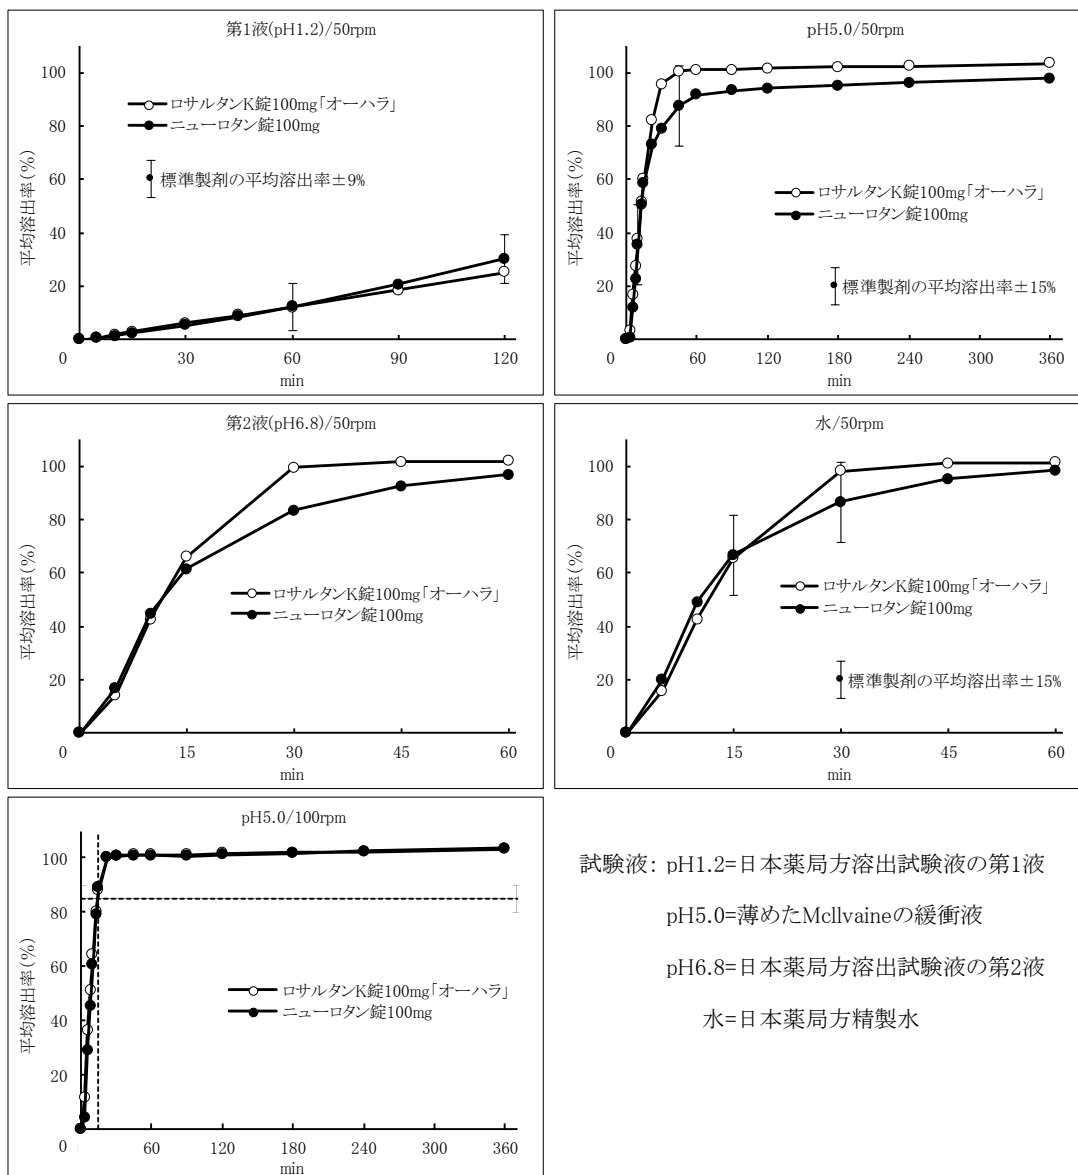 第1液(pH1.2)/50rpm
平均溶出率(%)
100
80
60
40
20
0
30
60
90
120
min
ロサルタンK錠100mg「オーハラ」
ニューロタン錠100mg
標準製剤の平均溶出率±9%
pH5.0/50rpm
平均溶出率(%)
100
80
60
40
20
0
60
120
180
240
300
360
min
ロサルタンK錠100mg「オーハラ」
ニューロタン錠100mg
標準製剤の平均溶出率±15%
第2液(pH6.8)/50rpm
平均溶出率(%)
100
80
60
40
20
0
15
30
45
60
min
ロサルタンK錠100mg「オーハラ」
ニューロタン錠100mg
水/50rpm
平均溶出率(%)
100
80
60
40
20
0
15
30
45
60
min
ロサルタンK錠100mg「オーハラ」
ニューロタン錠100mg
標準製剤の平均溶出率±15%
pH5.0/100rpm
平均溶出率(%)
100
80
60
40
20
0
60
120
180
240
300
360
min
ロサルタンK錠100mg「オーハラ」
ニューロタン錠100mg
試験液: pH1.2=日本薬局方溶出試験液の第1液
pH5.0=薄めたMcllvaineの緩衝液
pH6.8=日本薬局方溶出試験液の第2液
水=日本薬局方精製水